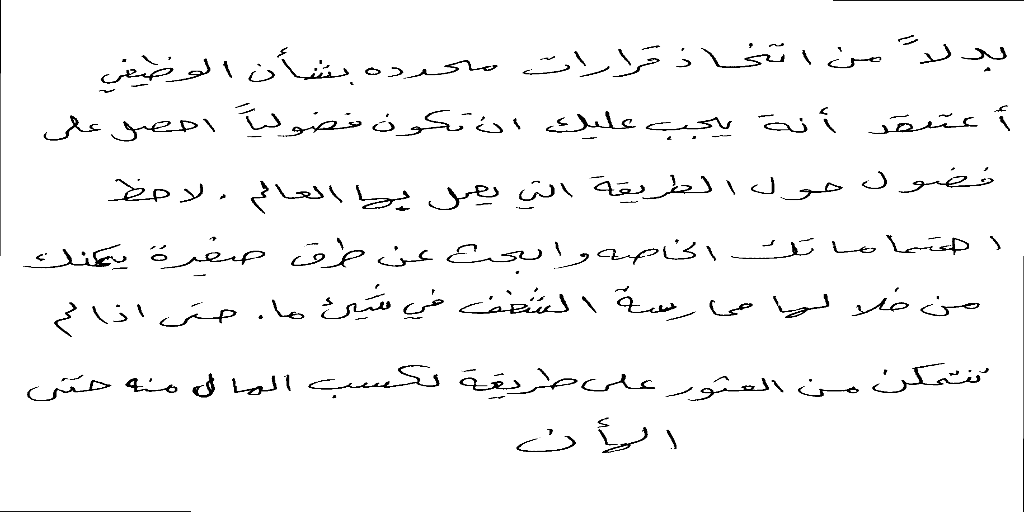 بدلاً من اتخاذ قرارات محدده بشأن الوظيفي
أعتقد أنة يجب عليك ان تكون فضولياً احصل على
فضول حول الطريقة التي يعمل بها العالم . لاحظ
اهتماماتك الخاصه وابحث عن طرق صغيرة يمكنك
من خلالها ممارسة الشغف في شيئ ما. حتى اذا لم
تتمكن من العثور على طريقة لكسب المال منه حتى